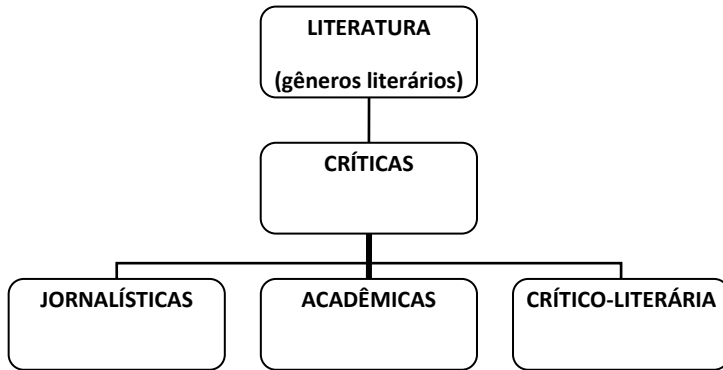 LITERATURA
(gêneros literários)
CRÍTICAS
JORNALÍSTICAS
ACADÊMICAS
CRÍTICO-LITERÁRIA